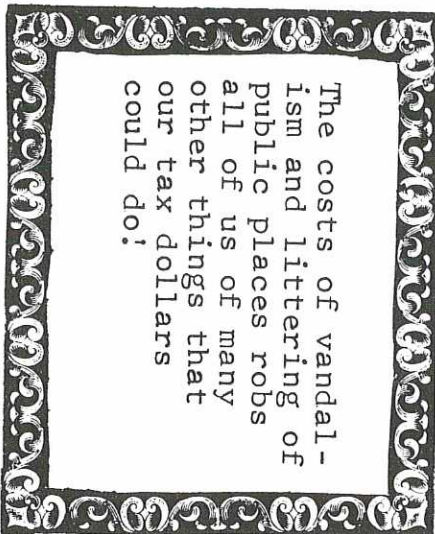 The costs of vandal-
ism and littering of
public places robs
all of us of many
other things that
our tax dollars
could do!